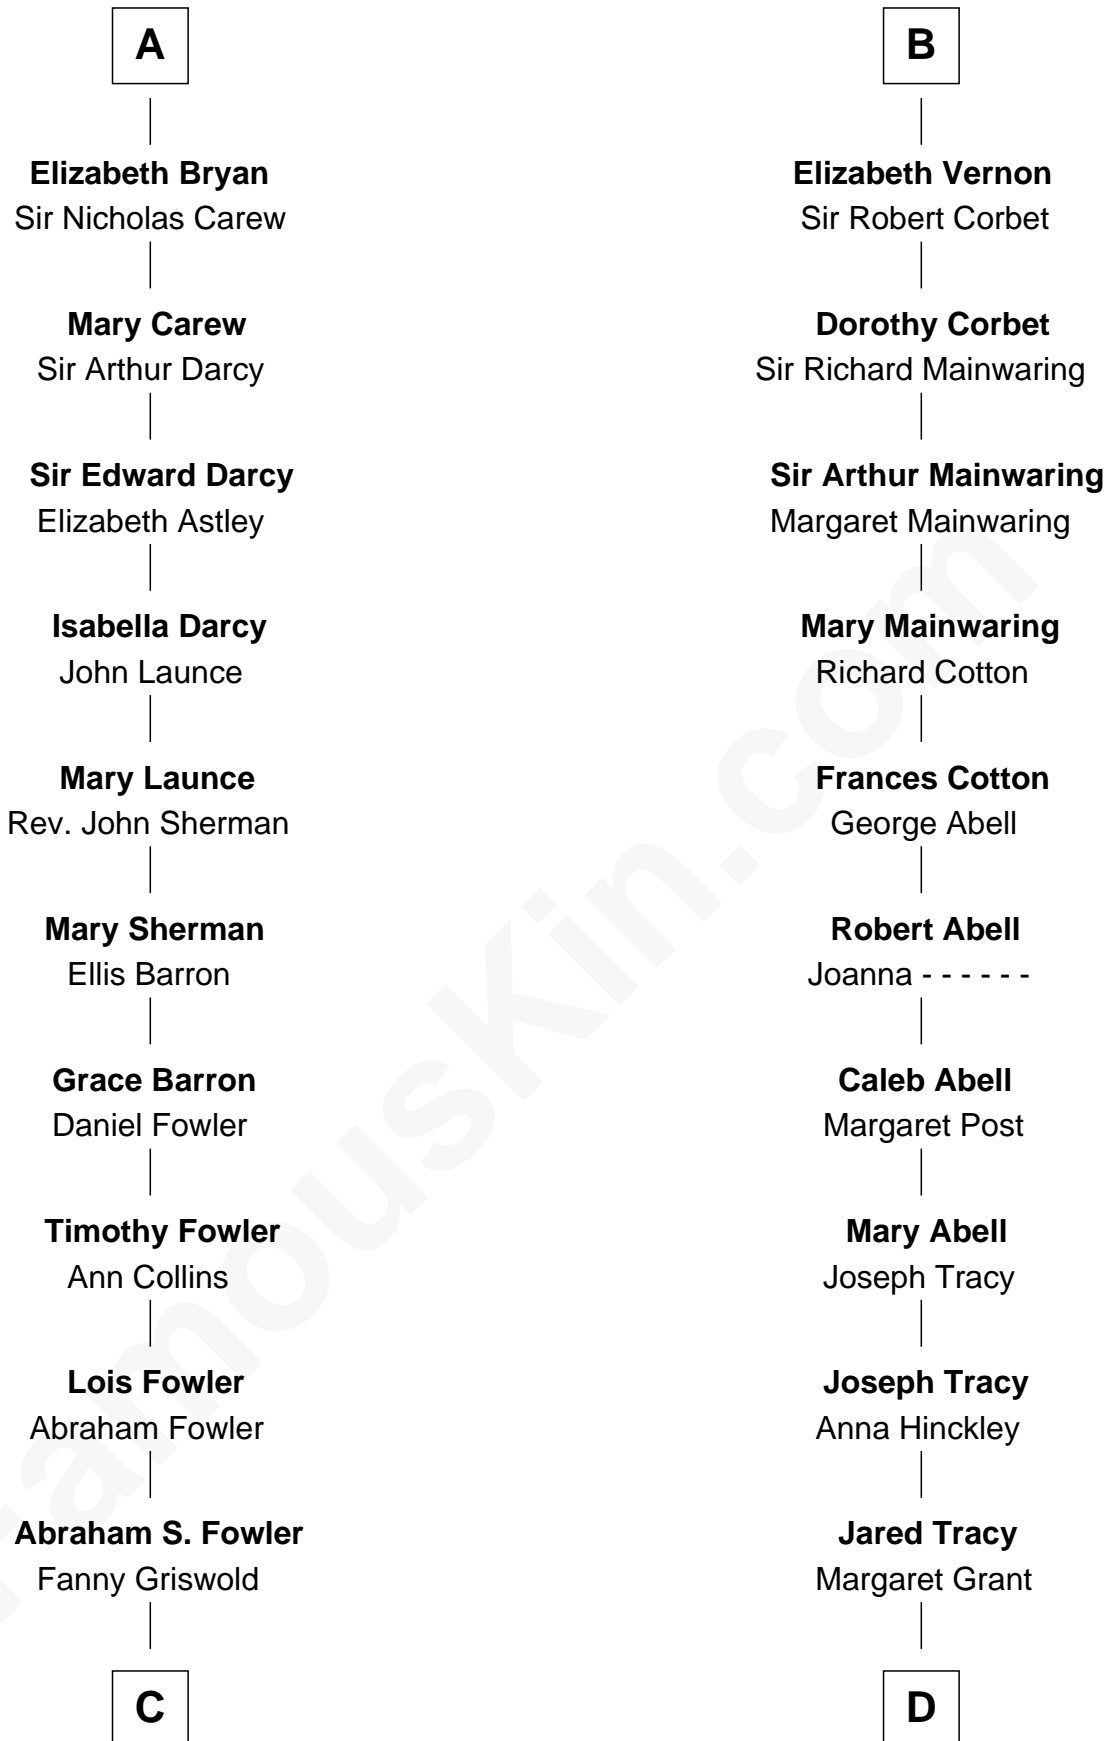 A
Elizabeth Bryan
Sir Nicholas Carew
Mary Carew
Sir Arthur Darcy
Sir Edward Darcy
Elizabeth Astley
Isabella Darcy
John Launce
Mary Launce
Rev. John Sherman
Mary Sherman
Ellis Barron
Grace Barron
Daniel Fowler
Timothy Fowler
Ann Collins
Lois Fowler
Abraham Fowler
Abraham S. Fowler
Fanny Griswold
C
B
Elizabeth Vernon
Sir Robert Corbet
Dorothy Corbet
Sir Richard Mainwaring
Sir Arthur Mainwaring
Margaret Mainwaring
Mary Mainwaring
Richard Cotton
Frances Cotton
George Abell
Robert Abell
Joanna - - - - - -
Caleb Abell
Margaret Post
Mary Abell
Joseph Tracy
Joseph Tracy
Anna Hinckley
Jared Tracy
Margaret Grant
D
FamousKin.com